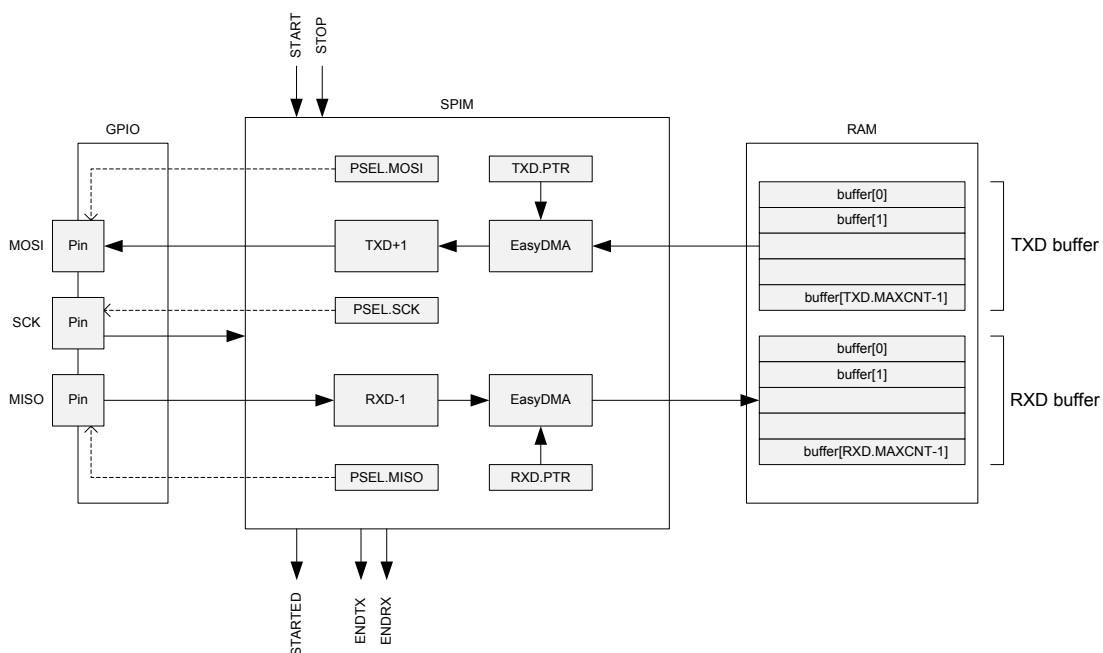 START
STOP
SPIM
GPIO
RAM
PSEL.MOSI
TXD.PTR
buffer[0]
buffer[1]
MOSI
Pin
TXD+1
EasyDMA
TXD buffer
buffer[TXD.MAXCNT-1]
PSEL.SCK
SCK
Pin
buffer[0]
buffer[1]
MISO
Pin
RXD-1
EasyDMA
RXD buffer
buffer[RXD.MAXCNT-1]
PSEL.MISO
RXD.PTR
STARTED
ENDTX
ENDRX